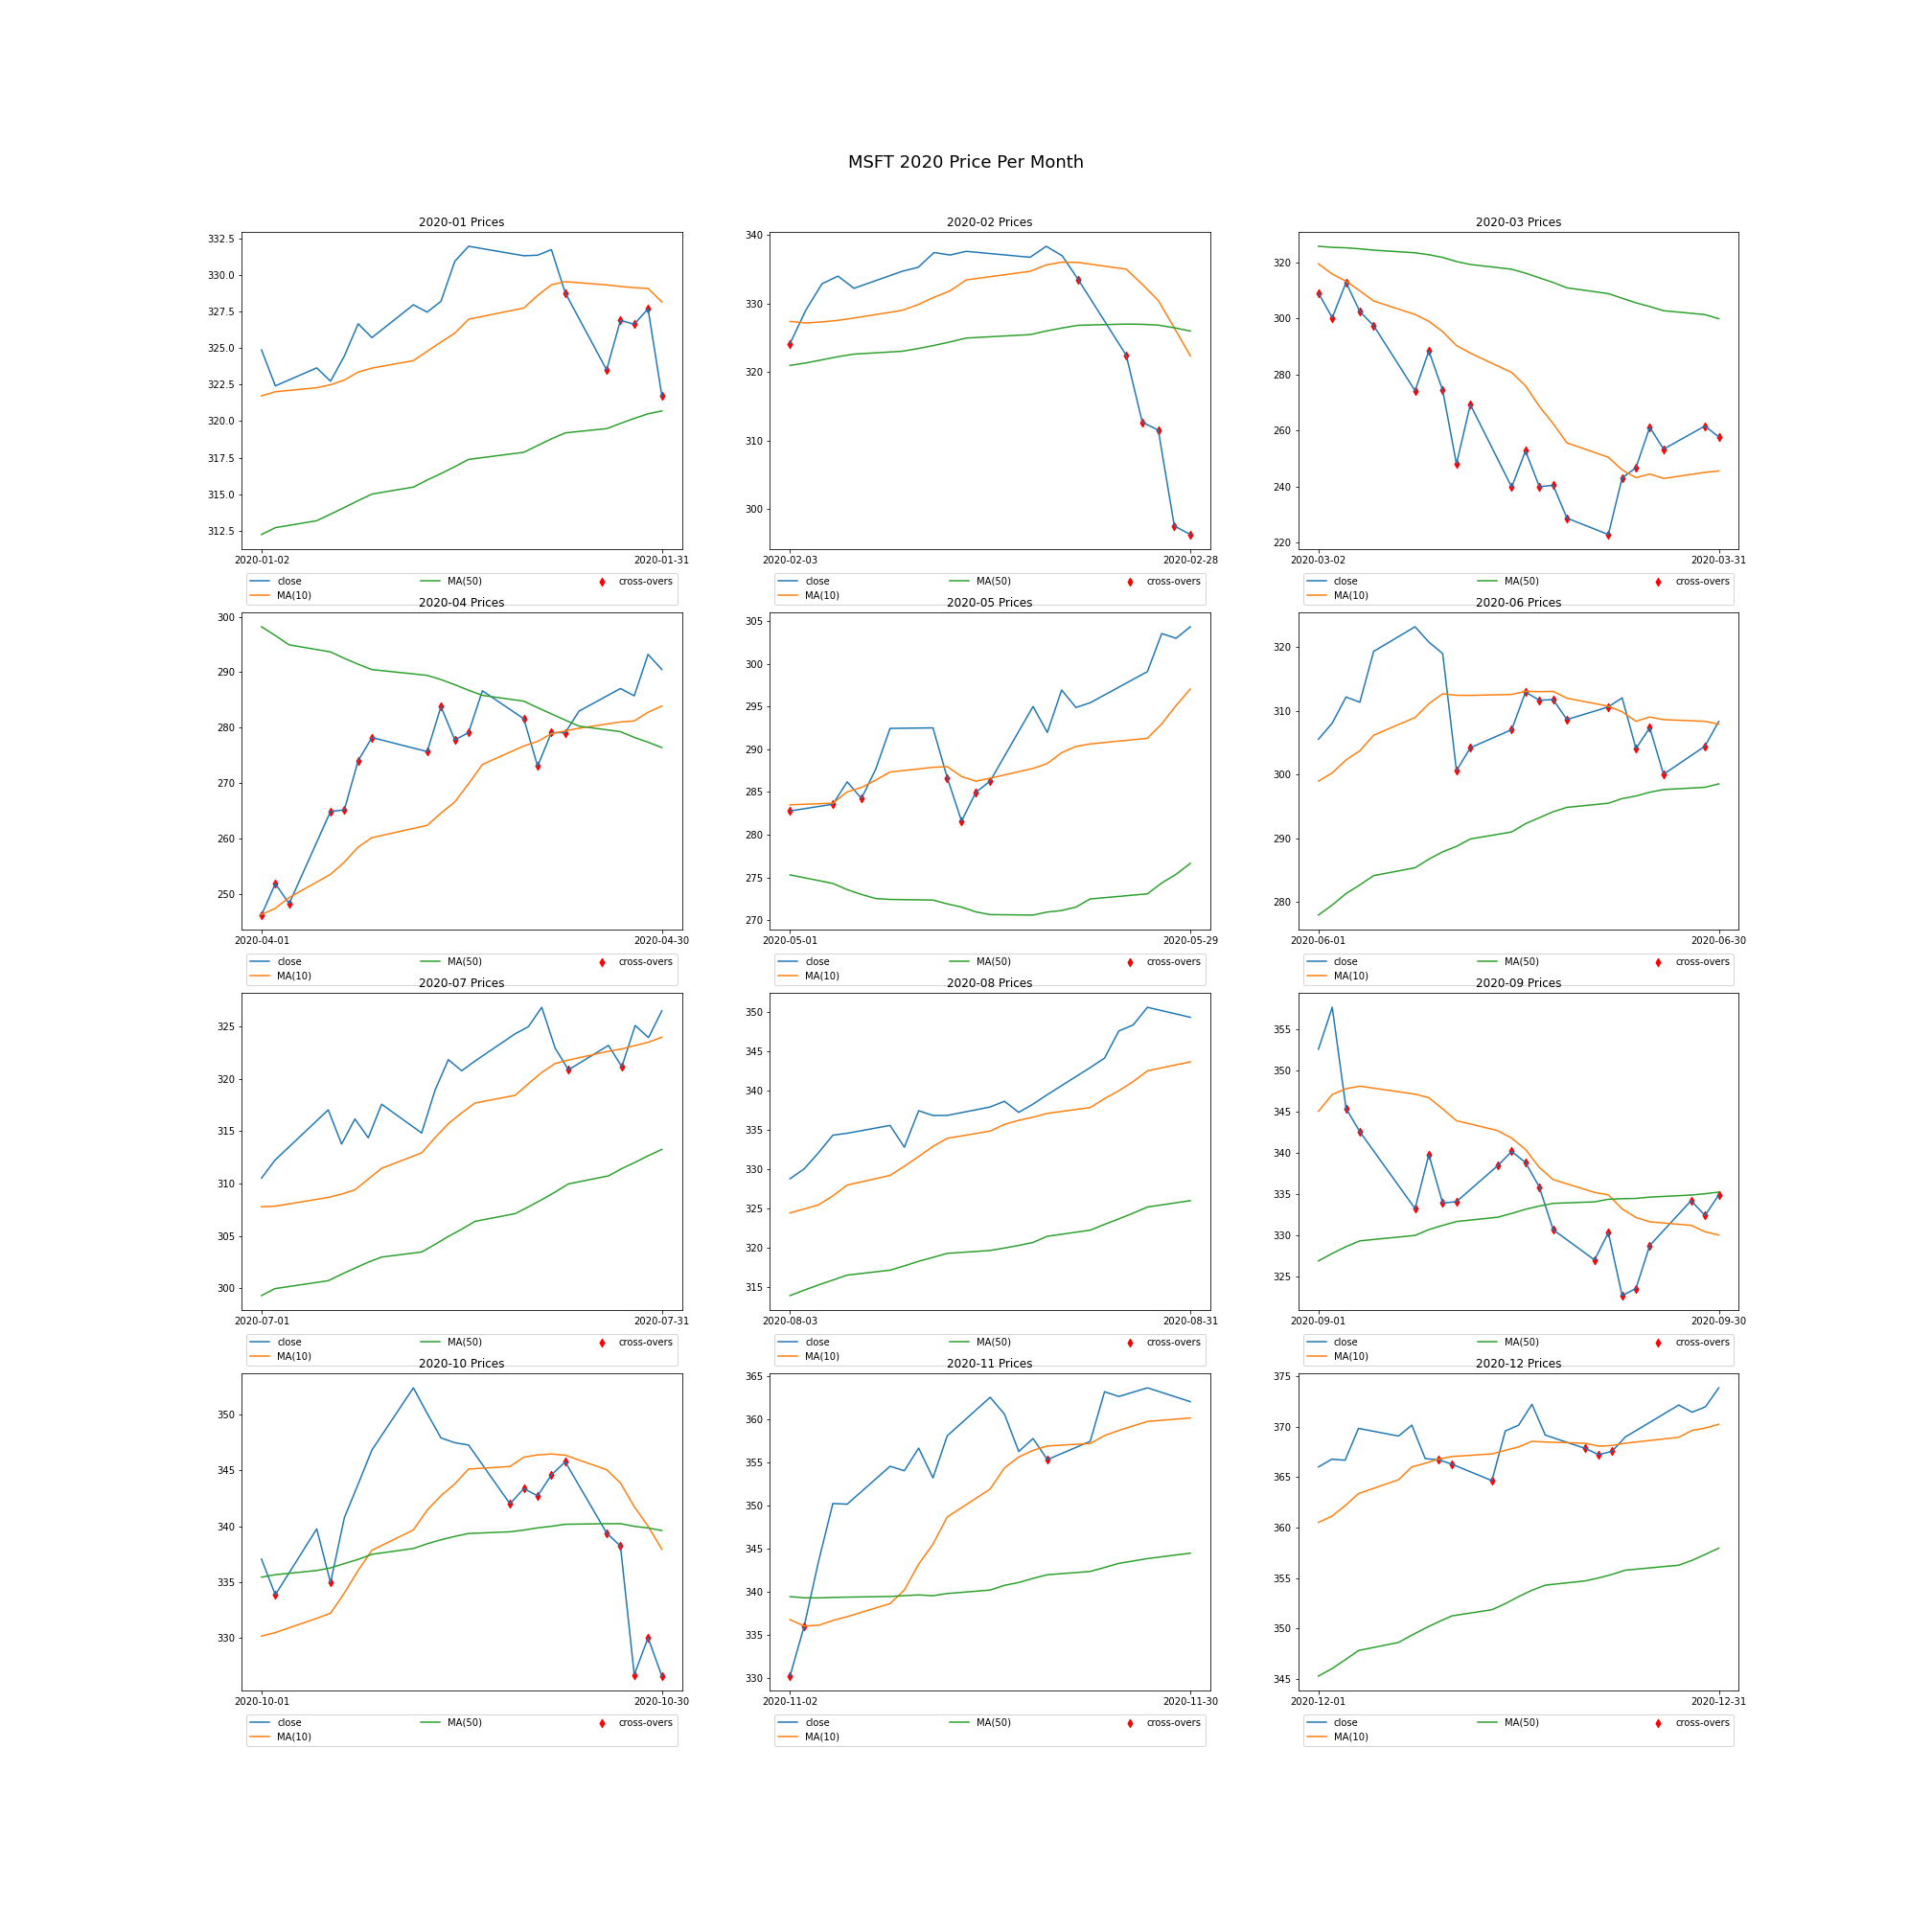 MSFT 2020 Price Per Month
2020-01 Prices
332.5
330.0
327.5
325.0
322.5
320.0
317.5
315.0
312.5
2020-01-02 2020-01-31
close MA(50) cross-overs
MA(10)
2020-02 Prices
340
330
320
310
300
2020-02-03 2020-02-28
close MA(50) cross-overs
MA(10)
2020-03 Prices
320
300
280
260
240
220
2020-03-02 2020-03-31
close MA(50) cross-overs
MA(10)
2020-04 Prices
300
290
280
270
260
250
2020-04-01 2020-04-30
close MA(50) cross-overs
MA(10)
2020-05 Prices
305
300
295
290
285
280
275
270
2020-05-01 2020-05-29
close MA(50) cross-overs
MA(10)
2020-06 Prices
320
310
300
290
280
2020-06-01 2020-06-30
close MA(50) cross-overs
MA(10)
2020-07 Prices
325
320
315
310
305
300
2020-07-01 2020-07-31
close MA(50) cross-overs
MA(10)
2020-08 Prices
350
345
340
335
330
325
320
315
2020-08-03 2020-08-31
close MA(50) cross-overs
MA(10)
2020-09 Prices
355
350
345
340
335
330
325
2020-09-01 2020-09-30
close MA(50) cross-overs
MA(10)
2020-10 Prices
350
345
340
335
330
2020-10-01 2020-10-30
close MA(50) cross-overs
MA(10)
2020-11 Prices
365
360
355
350
345
340
335
330
2020-11-02 2020-11-30
close MA(50) cross-overs
MA(10)
2020-12 Prices
375
370
365
360
355
350
345
2020-12-01 2020-12-31
close MA(50) cross-overs
MA(10)